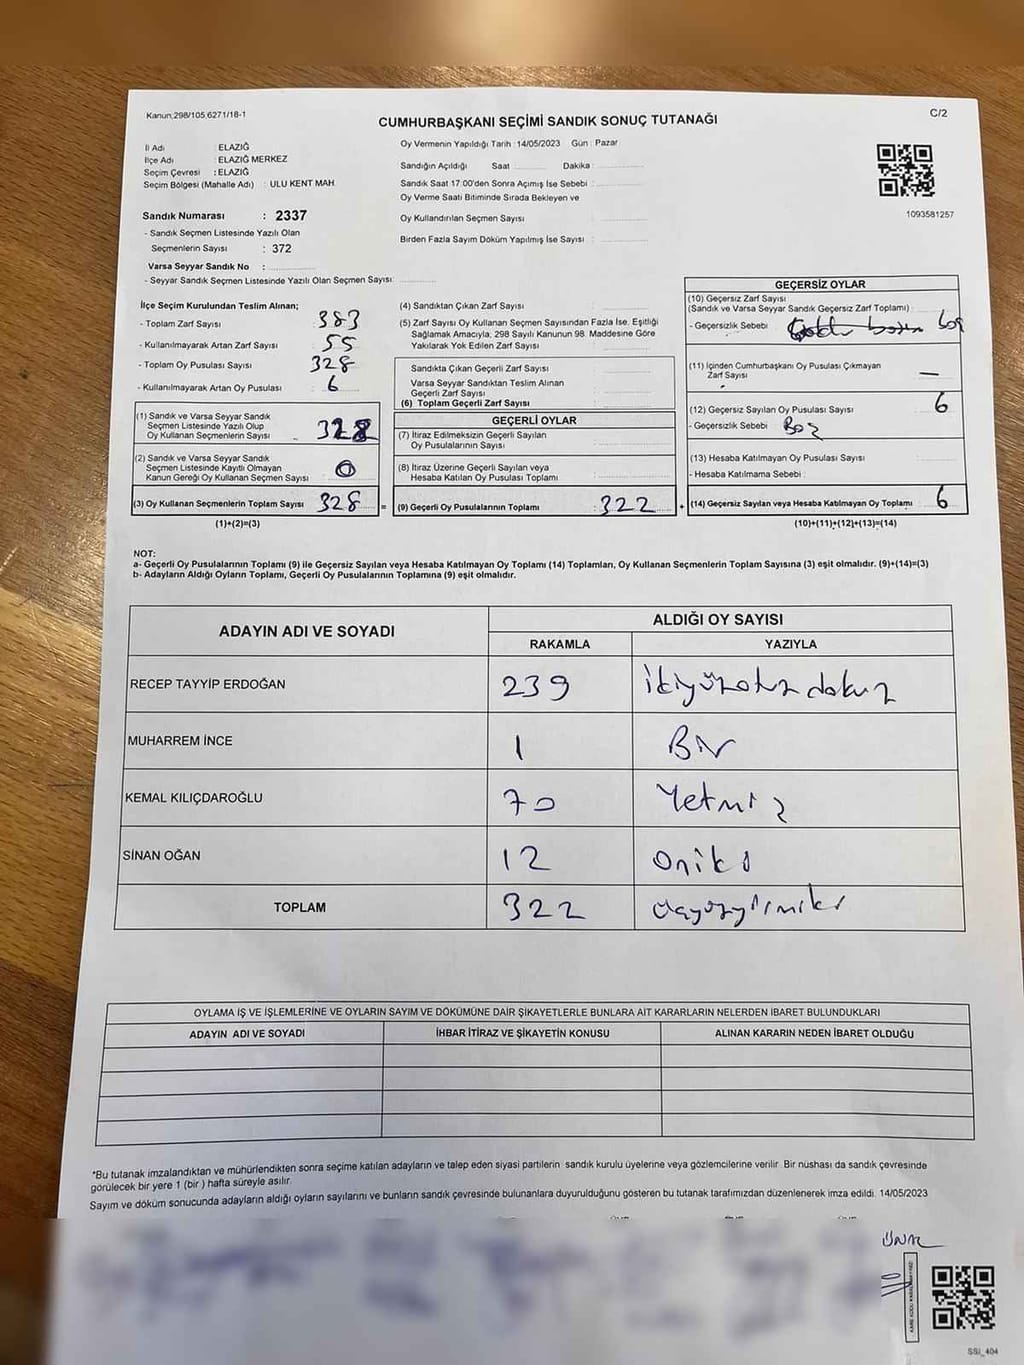 Kanun,298/105,6271/18-1
C/2
CUMHURBAŞKANI SEÇİMİ SANDIK SONUÇ TUTANAĞI
İl Adı : ELAZIĞ
İlçe Adı : ELAZIĞ MERKEZ
Seçim Çevresi : ELAZIĞ
Seçim Bölgesi (Mahalle Adı) : ULU KENT MAH.
Oy Vermenin Yapıldığı Tarih : 14/05/2023 Gün : Pazar
Sandığın Açıldığı Saat Dakika :
Sandık Saat 17:00'den Sonra Açımış İse Sebebi :
Oy Verme Saati Bitiminde Sırada Bekleyen ve
Oy Kullandırılan Seçmen Sayısı :
Birden Fazla Sayım Döküm Yapılmış İse Sayısı :
1093581257
Sandık Numarası : 2337
- Sandık Seçmen Listesinde Yazılı Olan
Seçmenlerin Sayısı : 372
Varsa Seyyar Sandık No :
- Seyyar Sandık Seçmen Listesinde Yazılı Olan Seçmen Sayısı:
İlçe Seçim Kurulundan Teslim Alınan;
- Toplam Zarf Sayısı 383
- Kullanılmayarak Artan Zarf Sayısı 55
- Toplam Oy Pusulası Sayısı 328
- Kullanılmayarak Artan Oy Pusulası 6
(1) Sandık ve Varsa Seyyar Sandık
Seçmen Listesinde Yazılı Olup
Oy Kullanan Seçmenlerin Sayısı 328
(2) Sandık ve Varsa Seyyar Sandık
Seçmen Listesinde Kayıtlı Olmayan
Kanun Gereği Oy Kullanan Seçmen Sayısı 0
(3) Oy Kullanan Seçmenlerin Toplam Sayısı 328
(1)+(2)=(3)
(4) Sandıktan Çıkan Zarf Sayısı :
(5) Zarf Sayısı Oy Kullanan Seçmen Sayısından Fazla İse, Eşitliği
Sağlamak Amacıyla, 298 Sayılı Kanunun 98. Maddesine Göre
Yakılarak Yok Edilen Zarf Sayısı
Sandıkta Çıkan Geçerli Zarf Sayısı :
Varsa Seyyar Sandıktan Teslim Alınan
Geçerli Zarf Sayısı :
(6) Toplam Geçerli Zarf Sayısı
GEÇERLİ OYLAR
(7) İtiraz Edilmeksizin Geçerli Sayılan
Oy Pusulalarının Sayısı :
(8) İtiraz Üzerine Geçerli Sayılan veya
Hesaba Katılan Oy Pusulası Toplamı :
= (9) Geçerli Oy Pusulalarının Toplamı : 322
GEÇERSİZ OYLAR
(10) Geçersiz Zarf Sayısı
(Sandık ve Varsa Seyyar Sandık Geçersiz Zarf Toplamı) :
- Geçersizlik Sebebi boş
(11) İçinden Cumhurbaşkanı Oy Pusulası Çıkmayan
Zarf Sayısı —
(12) Geçersiz Sayılan Oy Pusulası Sayısı 6
- Geçersizlik Sebebi Boş
(13) Hesaba Katılmayan Oy Pusulası Sayısı :
- Hesaba Katılmama Sebebi :
+ (14) Geçersiz Sayılan veya Hesaba Katılmayan Oy Toplamı 6
(10)+(11)+(12)+(13)=(14)
NOT:
a- Geçerli Oy Pusulalarının Toplamı (9) ile Geçersiz Sayılan veya Hesaba Katılmayan Oy Toplamı (14) Toplamları, Oy Kullanan Seçmenlerin Toplam Sayısına (3) eşit olmalıdır. (9)+(14)=(3)
b- Adayların Aldığı Oyların Toplamı, Geçerli Oy Pusulalarının Toplamına (9) eşit olmalıdır.
ADAYIN ADI VE SOYADI ALDIĞI OY SAYISI
RAKAMLA YAZIYLA
RECEP TAYYİP ERDOĞAN 239 ikiyüzotuzdokuz
MUHARREM İNCE 1 Bir
KEMAL KILIÇDAROĞLU 70 Yetmiş
SİNAN OĞAN 12 oniki
TOPLAM 322 üçyüzyirmiiki
OYLAMA İŞ VE İŞLEMLERİNE VE OYLARIN SAYIM VE DÖKÜMÜNE DAİR ŞİKAYETLERLE BUNLARA AİT KARARLARIN NELERDEN İBARET BULUNDUKLARI
ADAYIN ADI VE SOYADI İHBAR İTİRAZ VE ŞİKAYETİN KONUSU ALINAN KARARIN NEDEN İBARET OLDUĞU
*Bu tutanak imzalandıktan ve mühürlendikten sonra seçime katılan adayların ve talep eden siyasi partilerin sandık kurulu üyelerine veya gözlemcilerine verilir. Bir nüshası da sandık çevresinde
görülecek bir yere 1 (bir ) hafta süreyle asılır.
Sayım ve döküm sonucunda adayların aldığı oyların sayılarını ve bunların sandık çevresinde bulunanlara duyurulduğunu gösteren bu tutanak tarafımızdan düzenlenerek imza edildi. 14/05/2023
ÜNAL
SSİ_404